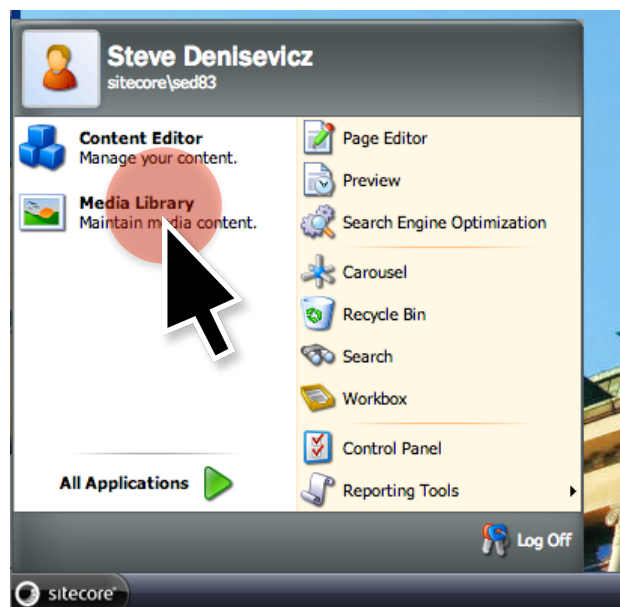 Steve Denisevicz
sitecore\sed83
Content Editor
Manage your content.
Media Library
Maintain media content.
All Applications
Page Editor
Preview
Search Engine Optimization
Carousel
Recycle Bin
Search
Workbox
Control Panel
Reporting Tools
Log Off
sitecore